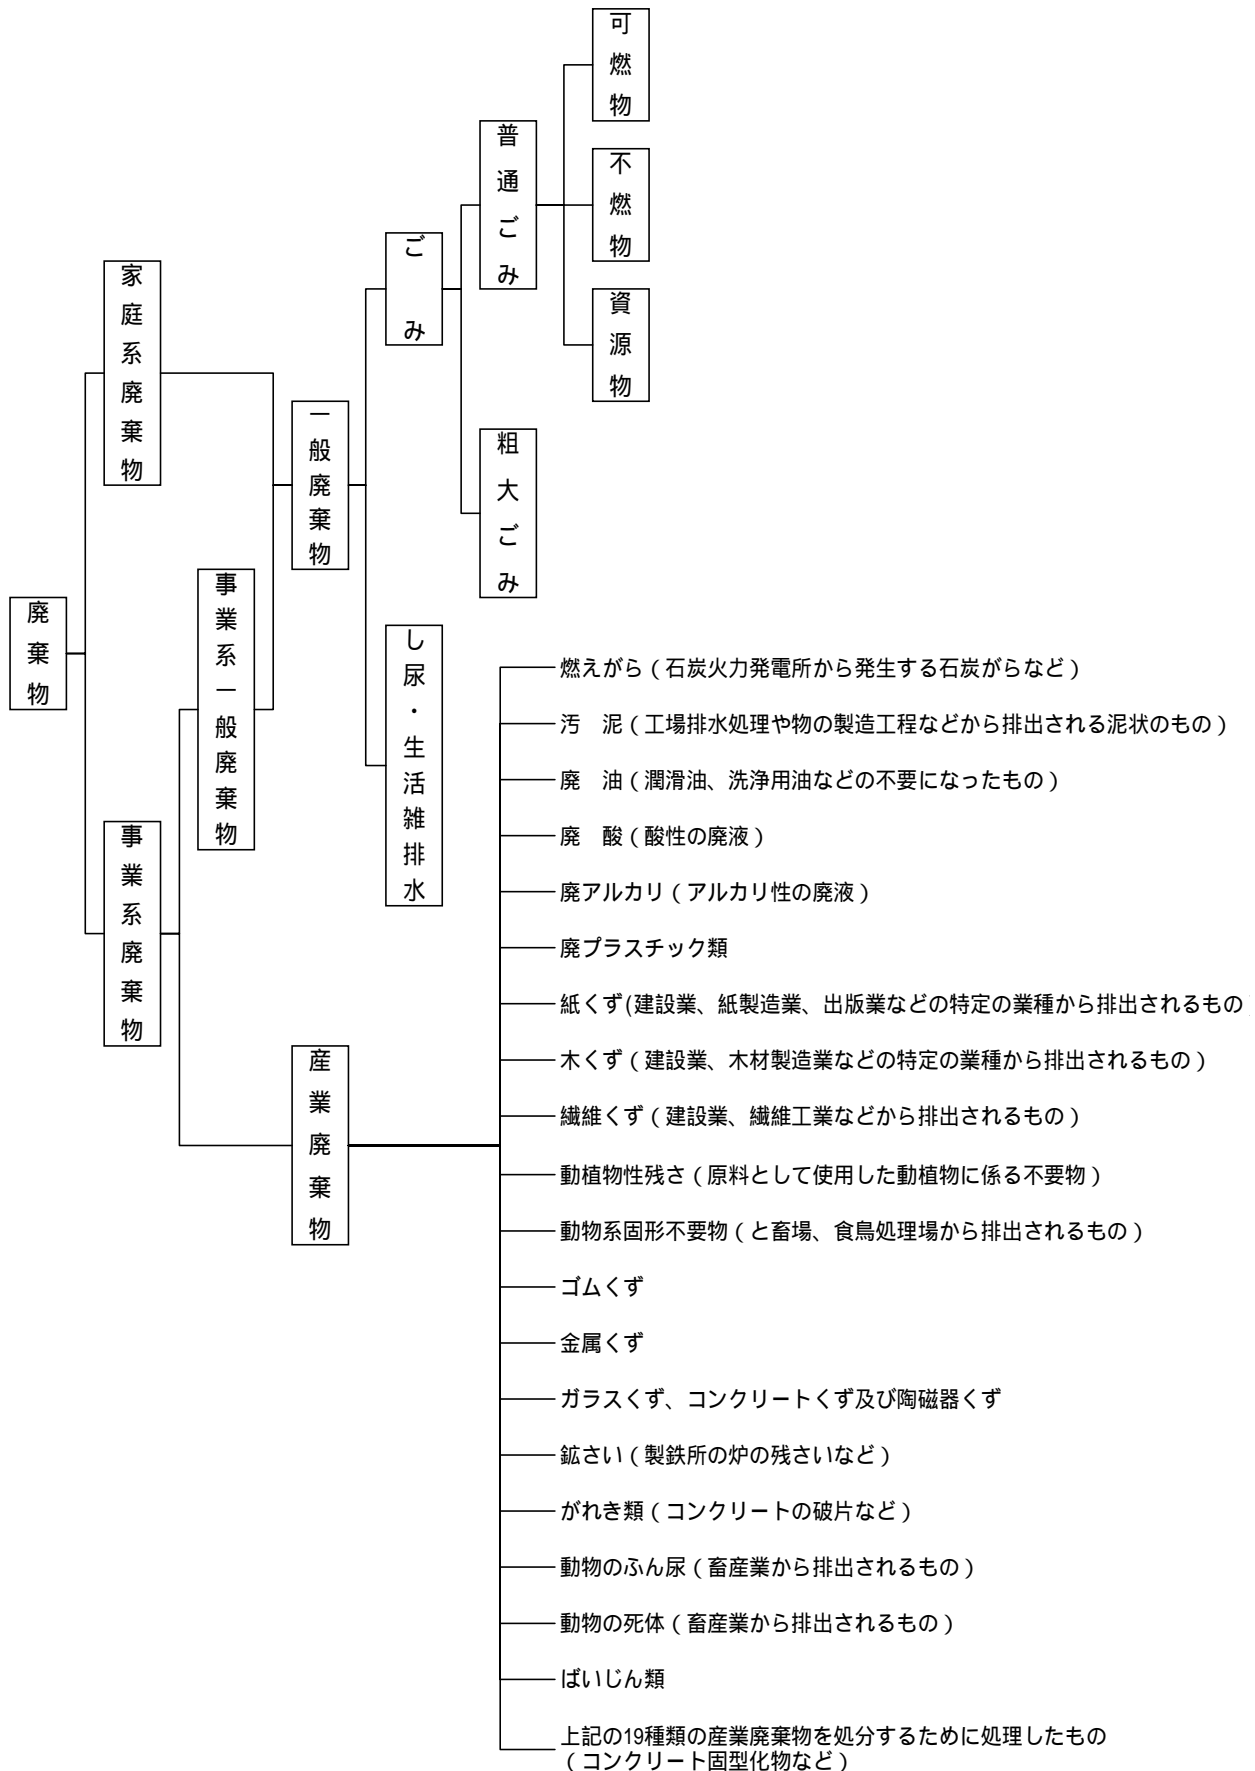 廃棄物
家庭系廃棄物
事業系廃棄物
事業系一般廃棄物
一般廃棄物
産業廃棄物
ごみ
し尿・生活雑排水
普通ごみ
粗大ごみ
可燃物
不燃物
資源物
燃えがら（石炭火力発電所から発生する石炭がらなど）
汚　泥（工場排水処理や物の製造工程などから排出される泥状のもの）
廃　油（潤滑油、洗浄用油などの不要になったもの）
廃　酸（酸性の廃液）
廃アルカリ（アルカリ性の廃液）
廃プラスチック類
紙くず(建設業、紙製造業、出版業などの特定の業種から排出されるもの）
木くず（建設業、木材製造業などの特定の業種から排出されるもの）
繊維くず（建設業、繊維工業などから排出されるもの）
動植物性残さ（原料として使用した動植物に係る不要物）
動物系固形不要物（と畜場、食鳥処理場から排出されるもの）
ゴムくず
金属くず
ガラスくず、コンクリートくず及び陶磁器くず
鉱さい（製鉄所の炉の残さいなど）
がれき類（コンクリートの破片など）
動物のふん尿（畜産業から排出されるもの）
動物の死体（畜産業から排出されるもの）
ばいじん類
上記の19種類の産業廃棄物を処分するために処理したもの
（コンクリート固型化物など）